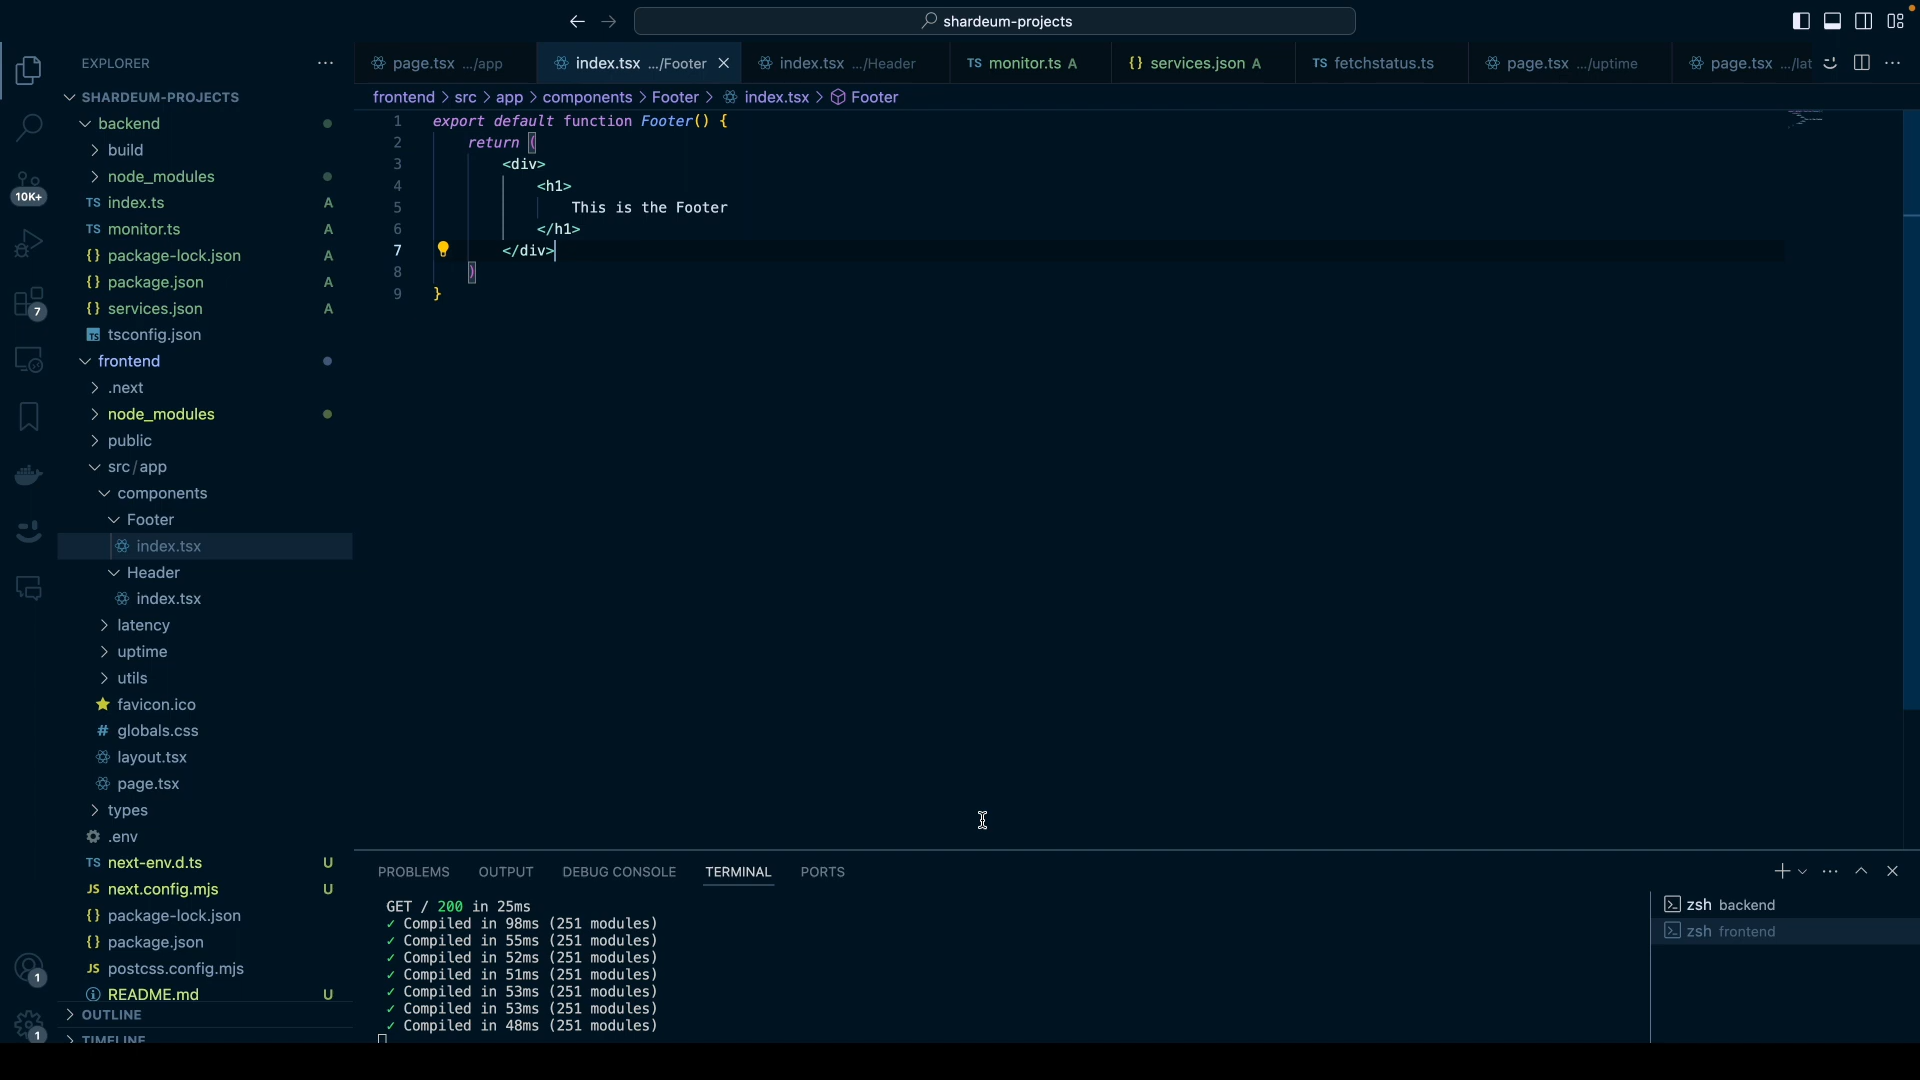 shardeum-projects
EXPLORER
SHARDEUM-PROJECTS
backend
build
node_modules
TS index.ts A
TS monitor.ts A
{} package-lock.json A
{} package.json A
{} services.json A
TS tsconfig.json
frontend
.next
node_modules
public
src/app
components
Footer
index.tsx
Header
index.tsx
latency
uptime
utils
favicon.ico
# globals.css
layout.tsx
page.tsx
types
.env
TS next-env.d.ts U
JS next.config.mjs U
{} package-lock.json
{} package.json
JS postcss.config.mjs
README.md U
OUTLINE
TIMELINE
10K+
7
1
1
page.tsx .../app
index.tsx .../Footer
index.tsx .../Header
TS monitor.ts A
{} services.json A
TS fetchstatus.ts
page.tsx .../uptime
page.tsx .../lat
frontend > src > app > components > Footer > index.tsx > Footer
1 export default function Footer() {
2 return (
3 <div>
4 <h1>
5 This is the Footer
6 </h1>
7 </div>
8 )
9 }
PROBLEMS OUTPUT DEBUG CONSOLE TERMINAL PORTS
GET / 200 in 25ms
✓ Compiled in 98ms (251 modules)
✓ Compiled in 55ms (251 modules)
✓ Compiled in 52ms (251 modules)
✓ Compiled in 51ms (251 modules)
✓ Compiled in 53ms (251 modules)
✓ Compiled in 53ms (251 modules)
✓ Compiled in 48ms (251 modules)
zsh backend
zsh frontend